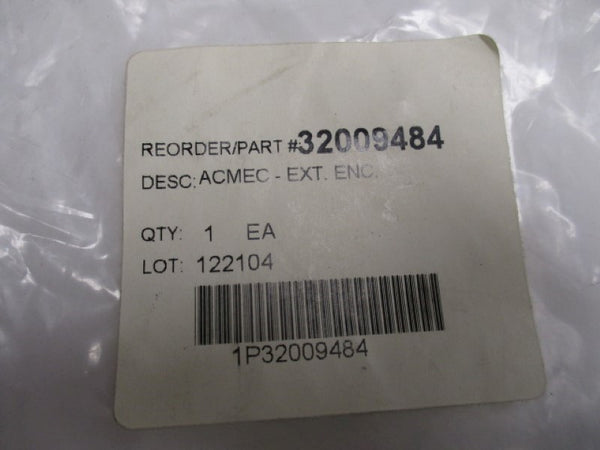 REORDER/PART #32009484
DESC: ACMEC - EXT. ENC.
QTY: 1 EA
LOT: 122104
1P32009484